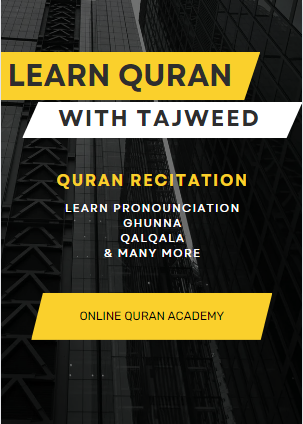 LEARN QURAN
WITH TAJWEED
QURAN RECITATION
LEARN PRONOUNCIATION
GHUNNA
QALQALA
& MANY MORE
ONLINE QURAN ACADEMY